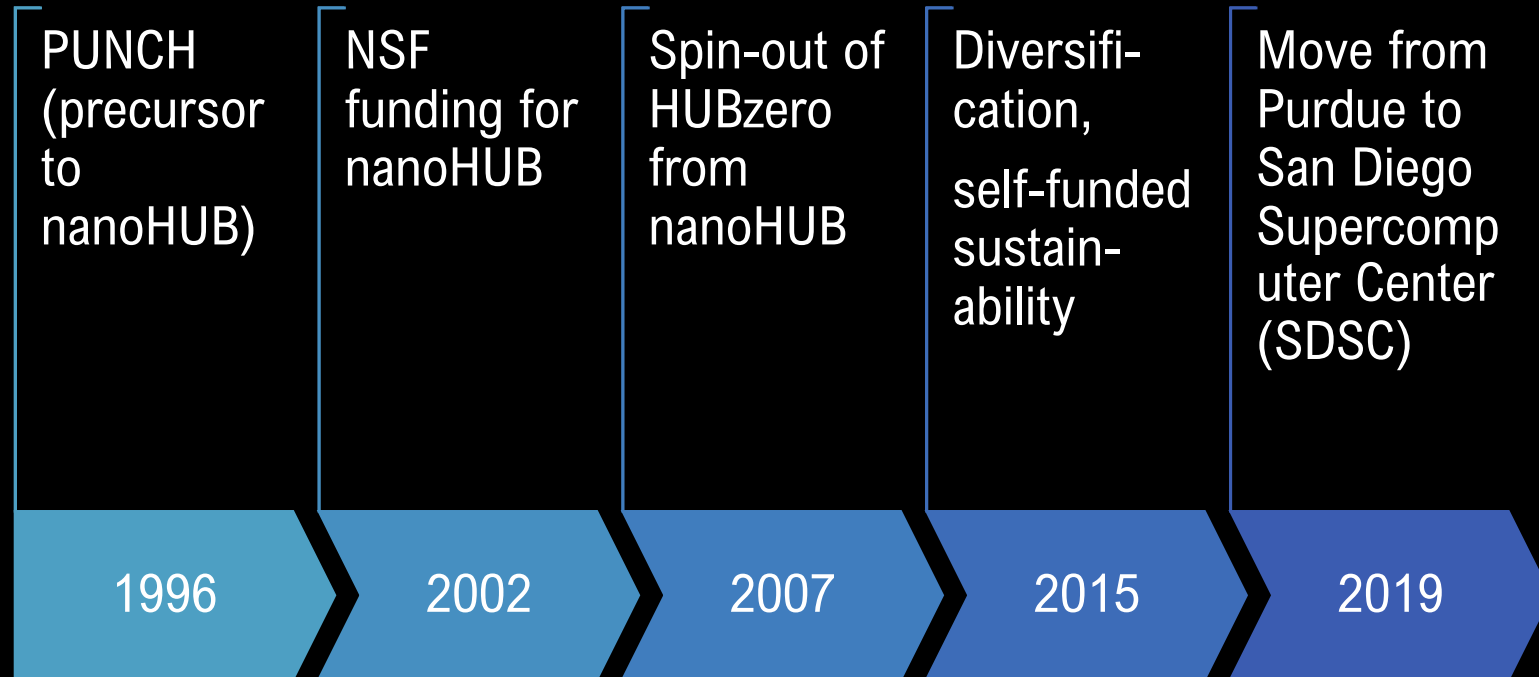 PUNCH
(precursor
to
nanoHUB)
NSF
funding for
nanoHUB
Spin-out of
HUBzero
from
nanoHUB
Diversifi-
cation,
self-funded
sustain-
ability
Move from
Purdue to
San Diego
Supercomp
uter Center
(SDSC)
1996
2002
2007
2015
2019